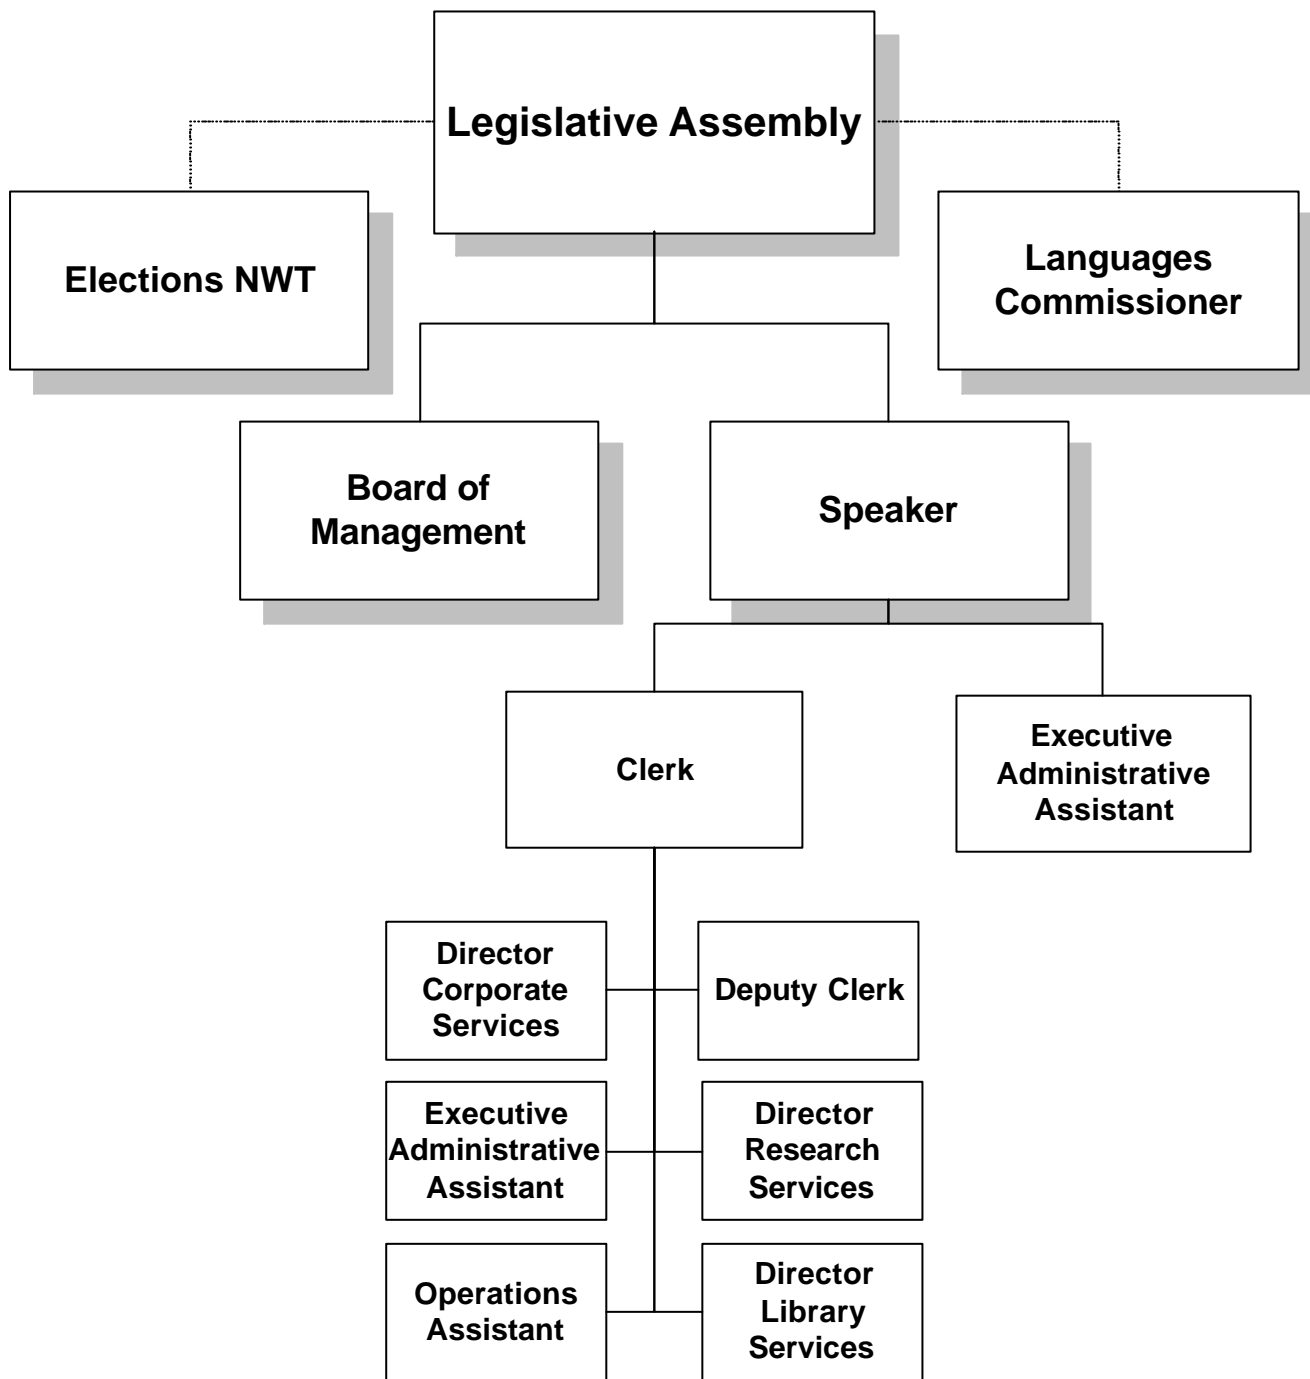 Legislative Assembly
Elections NWT
Languages
Commissioner
Board of
Management
Speaker
Clerk
Executive
Administrative
Assistant
Director
Corporate
Services
Deputy Clerk
Executive
Administrative
Assistant
Director
Research
Services
Operations
Assistant
Director
Library
Services